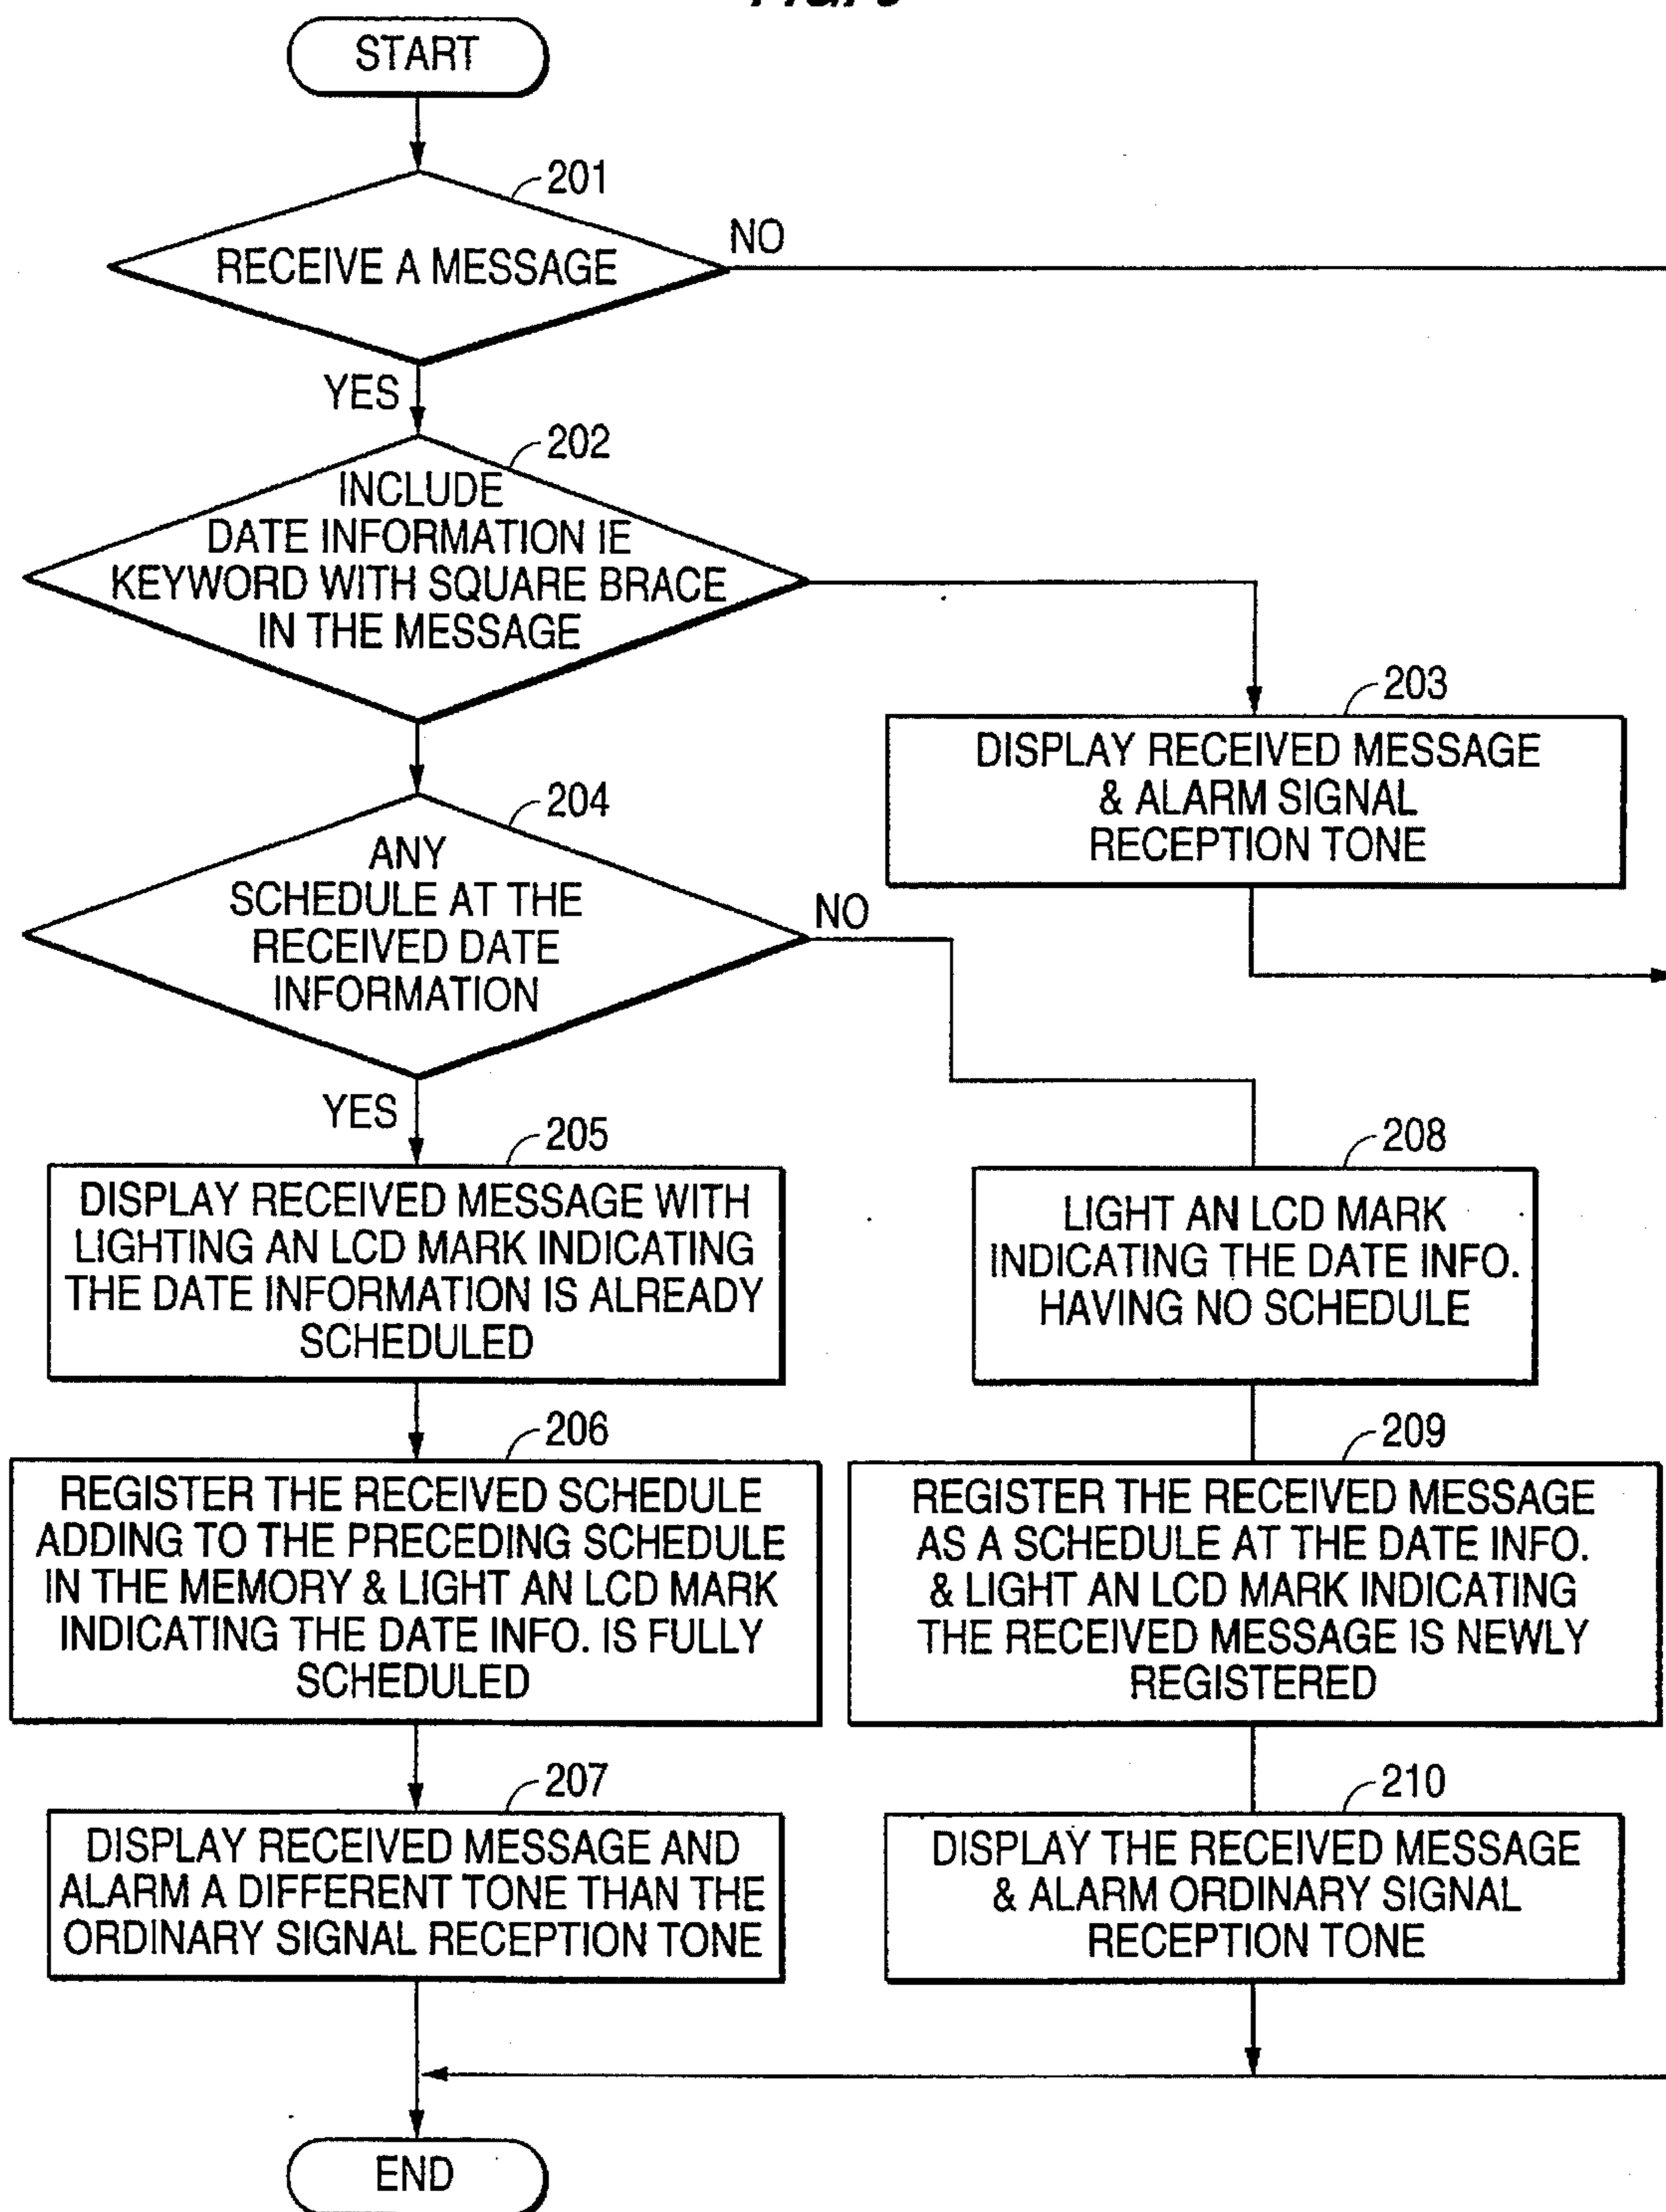 START
201
RECEIVE A MESSAGE
NO
YES
202
INCLUDE
DATE INFORMATION IE
KEYWORD WITH SQUARE BRACE
IN THE MESSAGE
203
DISPLAY RECEIVED MESSAGE
& ALARM SIGNAL
RECEPTION TONE
204
ANY
SCHEDULE AT THE
RECEIVED DATE
INFORMATION
NO
YES
205
DISPLAY RECEIVED MESSAGE WITH
LIGHTING AN LCD MARK INDICATING
THE DATE INFORMATION IS ALREADY
SCHEDULED
208
LIGHT AN LCD MARK
INDICATING THE DATE INFO.
HAVING NO SCHEDULE
206
REGISTER THE RECEIVED SCHEDULE
ADDING TO THE PRECEDING SCHEDULE
IN THE MEMORY & LIGHT AN LCD MARK
INDICATING THE DATE INFO. IS FULLY
SCHEDULED
209
REGISTER THE RECEIVED MESSAGE
AS A SCHEDULE AT THE DATE INFO.
& LIGHT AN LCD MARK INDICATING
THE RECEIVED MESSAGE IS NEWLY
REGISTERED
207
DISPLAY RECEIVED MESSAGE AND
ALARM A DIFFERENT TONE THAN THE
ORDINARY SIGNAL RECEPTION TONE
210
DISPLAY THE RECEIVED MESSAGE
& ALARM ORDINARY SIGNAL
RECEPTION TONE
END